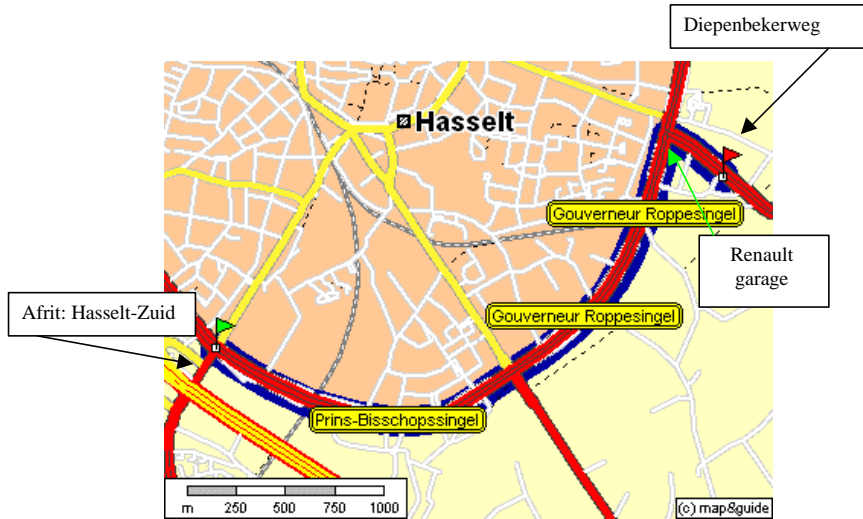 Diepenbekerweg
Hasselt
Gouverneur Roppesingel
Renault
garage
Afrit: Hasselt-Zuid
Gouverneur Roppesingel
Prins-Bisschopssingel
m 250 500 750 1000
(c) map&guide